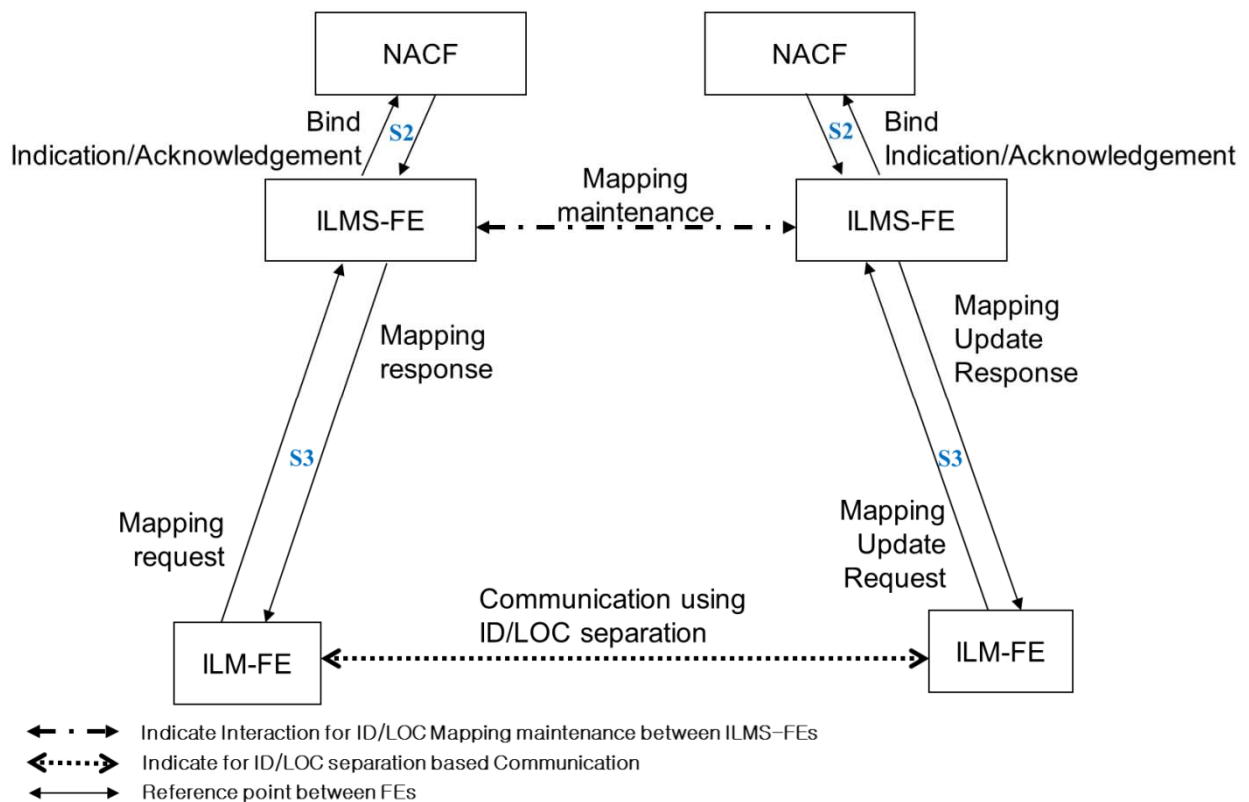 NACF
NACF
Bind
Indication/Acknowledgement
S2
S2
Bind
Indication/Acknowledgement
ILMS-FE
Mapping
maintenance
ILMS-FE
Mapping
response
Mapping
Update
Response
S3
S3
Mapping
request
Mapping
Update
Request
Communication using
ID/LOC separation
ILM-FE
ILM-FE
Indicate Interaction for ID/LOC Mapping maintenance between ILMS-FEs
Indicate for ID/LOC separation based Communication
Reference point between FEs